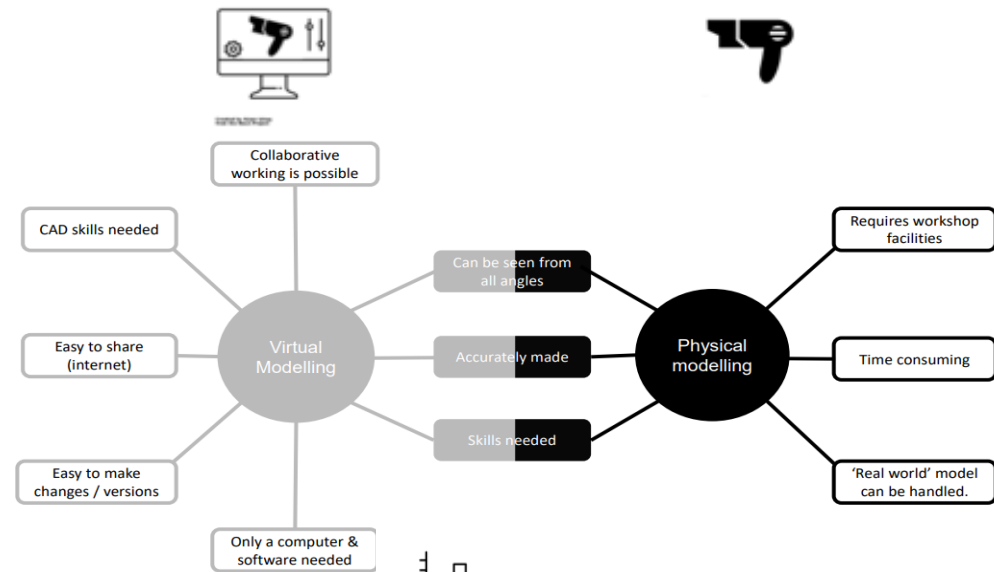 Collaborative
working is possible
CAD skills needed
Requires workshop
facilities
Can be seen from
all angles
Virtual
Modelling
Easy to share
(internet)
Accurately made
Physical
modelling
Time consuming
Skills needed
Easy to make
changes / versions
‘Real world’ model
can be handled.
Only a computer &
software needed